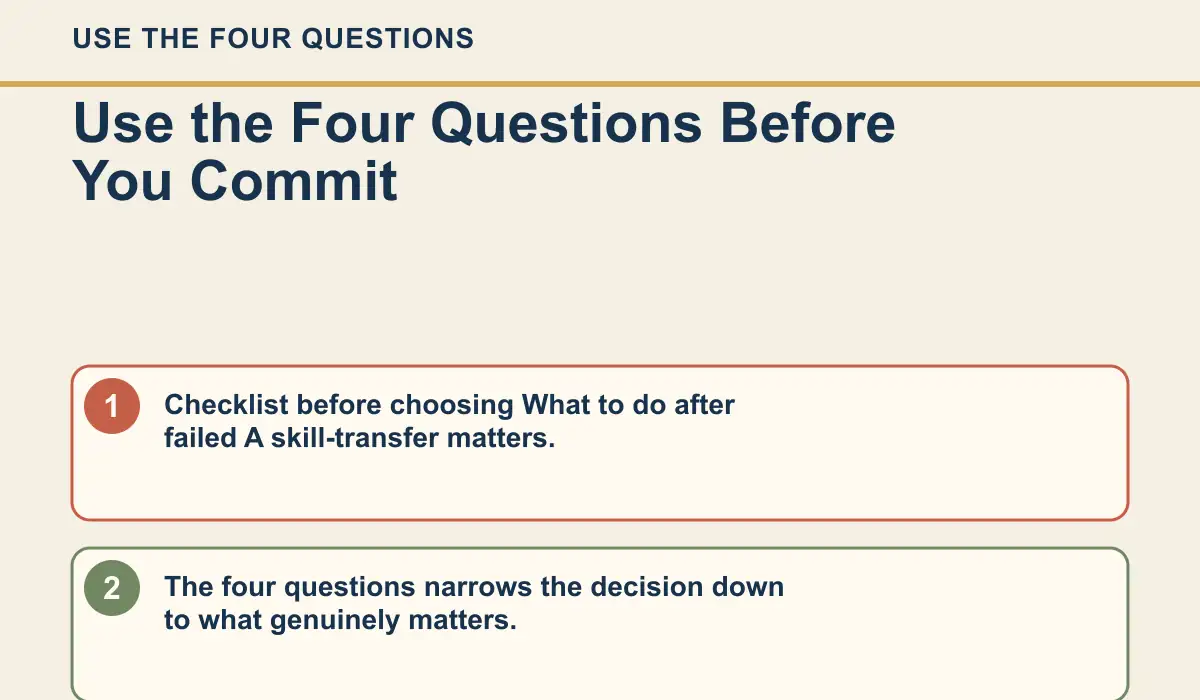 USE THE FOUR QUESTIONS
Use the Four Questions Before
You Commit
1
Checklist before choosing What to do after
failed A skill-transfer matters.
2
The four questions narrows the decision down
to what genuinely matters.